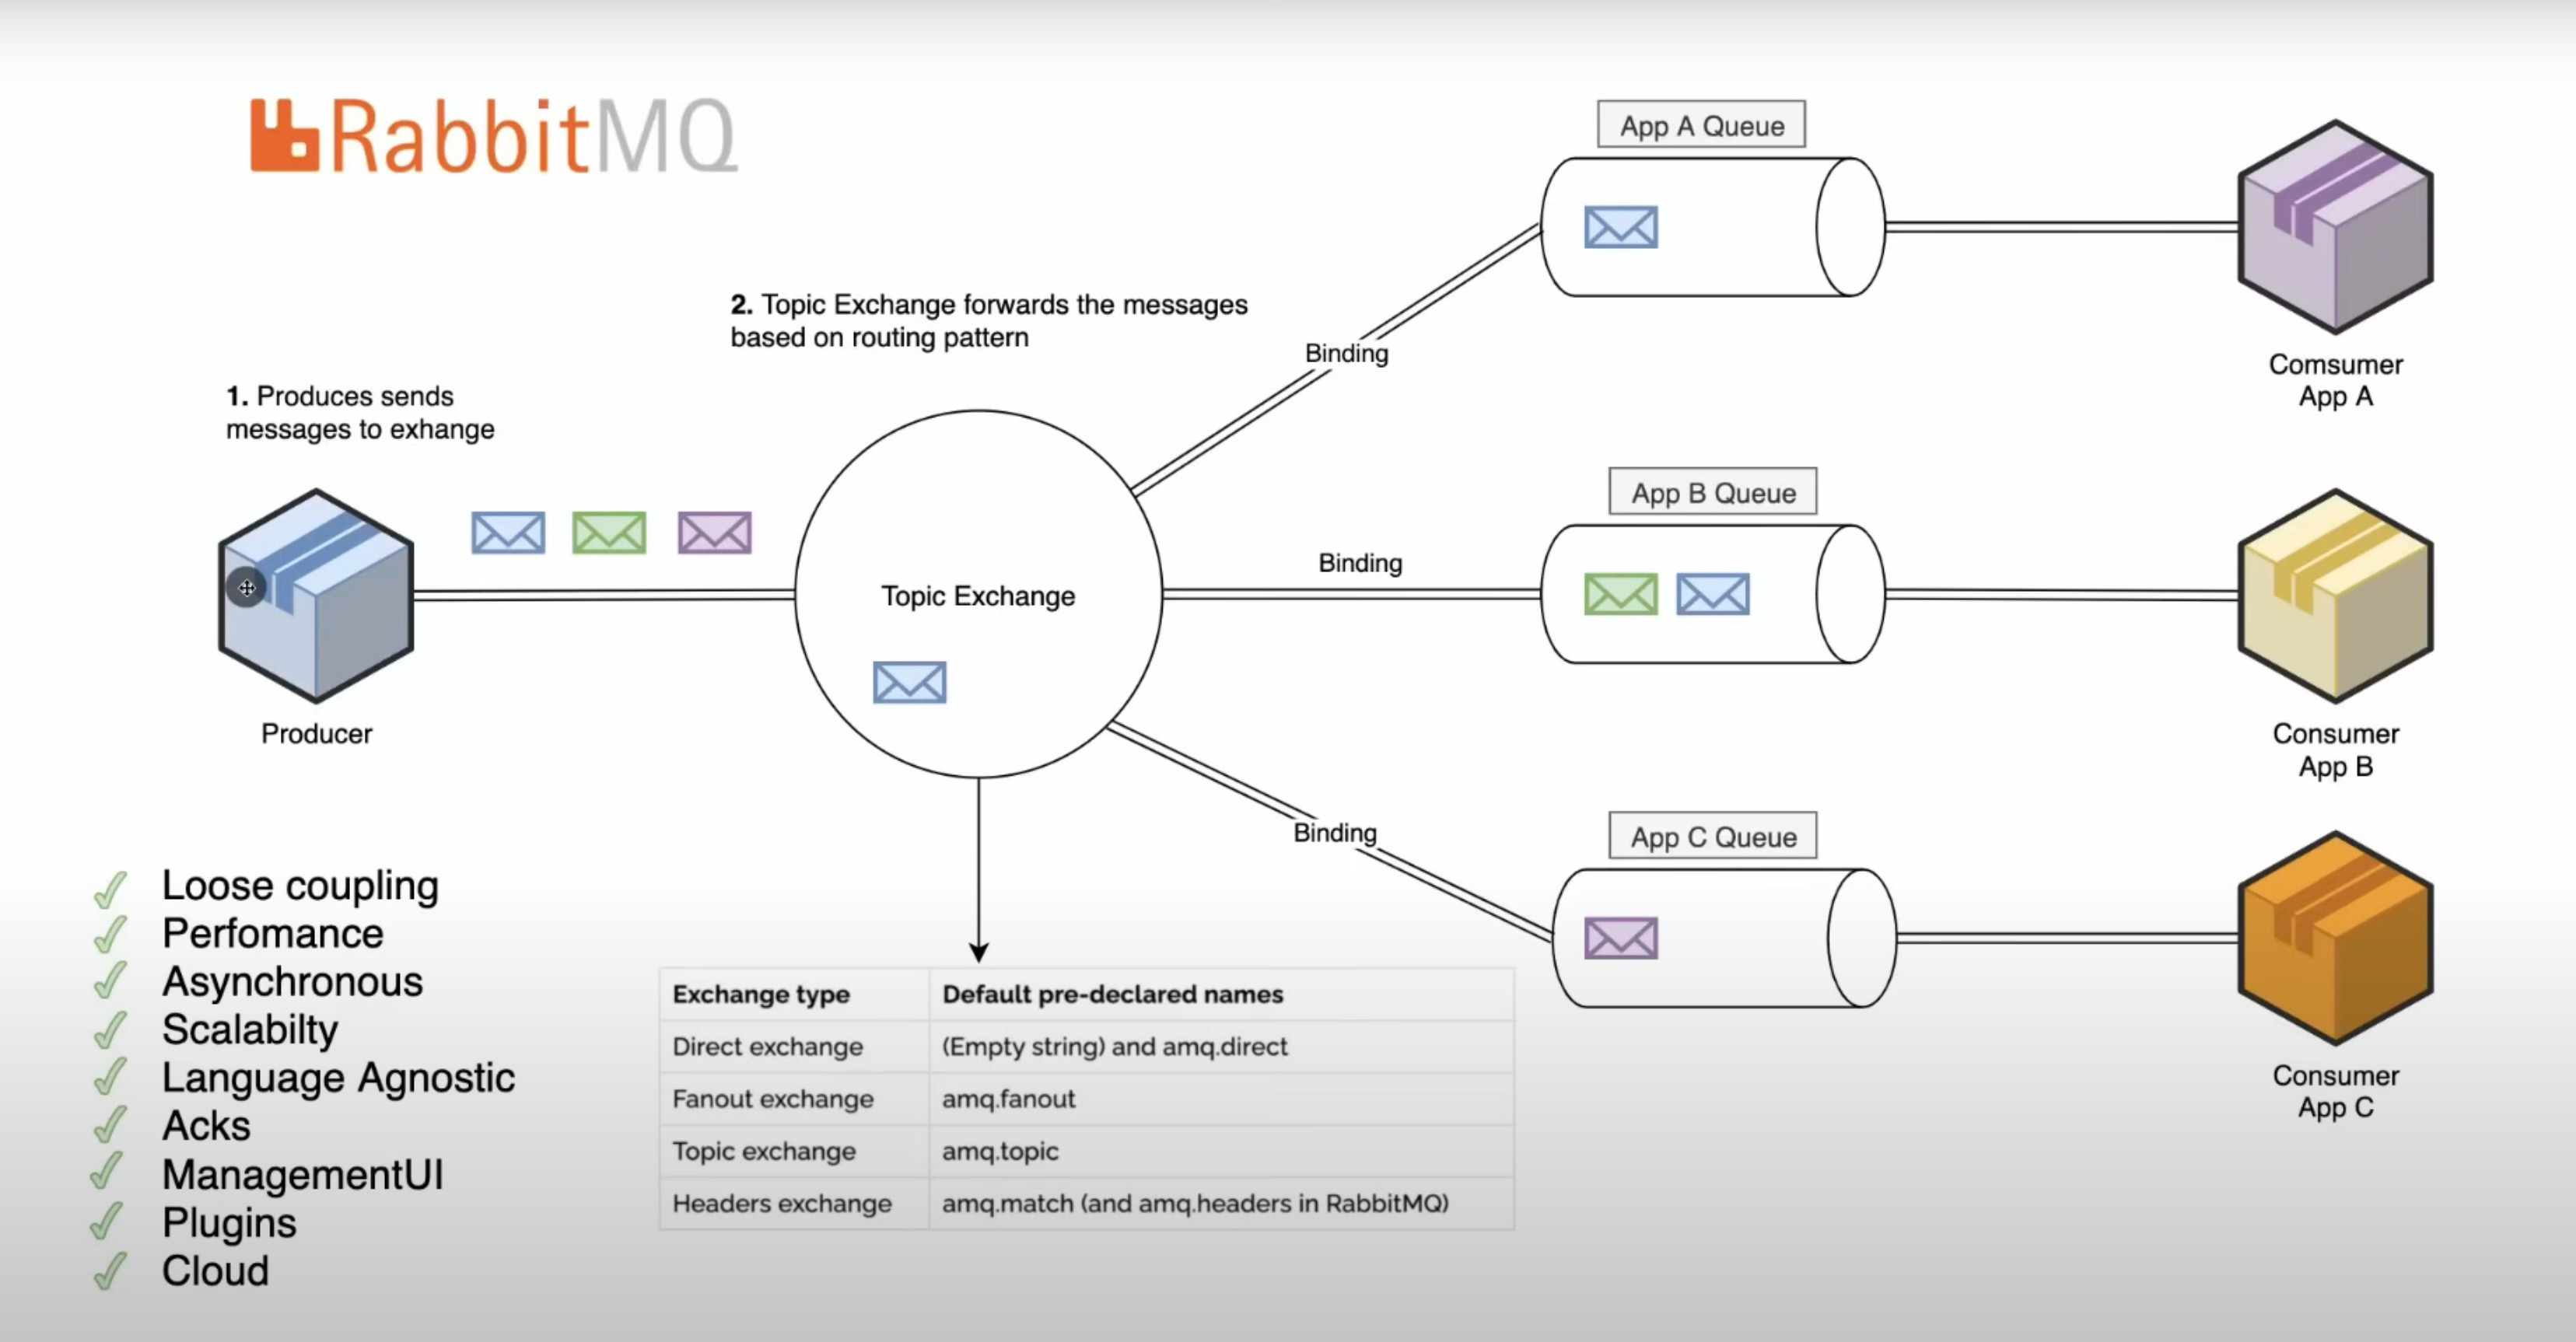 RabbitMQ
App A Queue
2. Topic Exchange forwards the messages
based on routing pattern
Binding
Comsumer
App A
1. Produces sends
messages to exhange
App B Queue
Binding
Topic Exchange
Producer
Consumer
App B
Binding
App C Queue
Loose coupling
Perfomance
Asynchronous
Scalabilty
Language Agnostic
Acks
ManagementUI
Plugins
Cloud
Exchange type Default pre-declared names
Direct exchange (Empty string) and amq.direct
Fanout exchange amq.fanout
Topic exchange amq.topic
Headers exchange amq.match (and amq.headers in RabbitMQ)
Consumer
App C